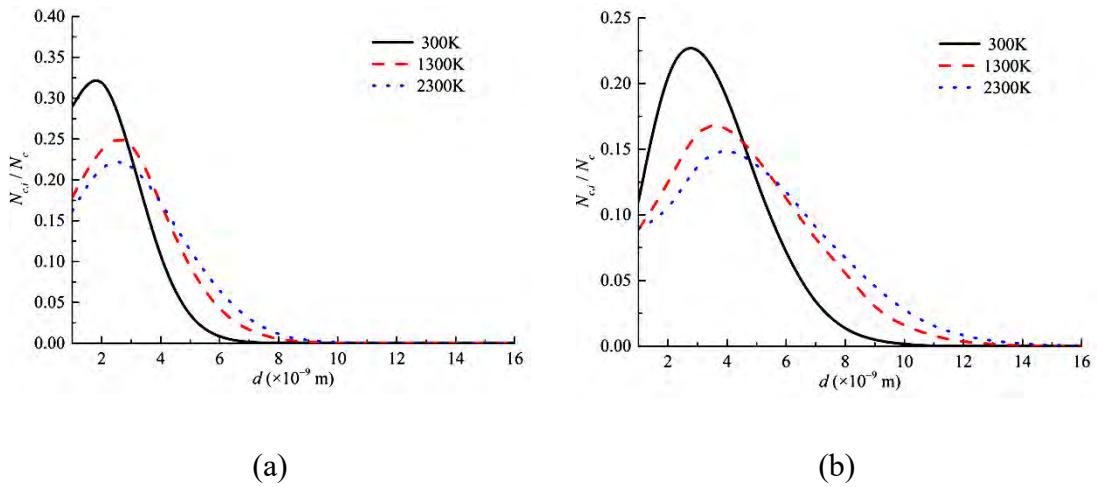 0.40
0.35
0.30
0.25
0.20
0.15
0.10
0.05
0.00
N_{c,i} / N_c
300K
1300K
2300K
2 4 6 8 10 12 14 16
d (×10⁻⁹ m)
(a)
0.25
0.20
0.15
0.10
0.05
0.00
N_{c,i} / N_c
300K
1300K
2300K
2 4 6 8 10 12 14 16
d (×10⁻⁹ m)
(b)